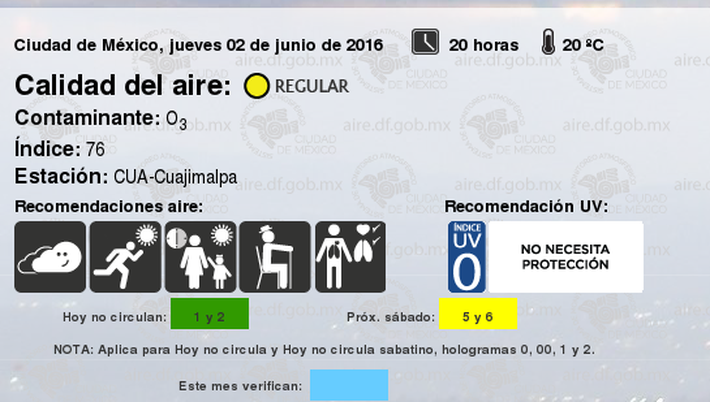 Ciudad de México, jueves 02 de junio de 2016 20 horas 20 ºC
Calidad del aire: REGULAR
Contaminante: O3
Índice: 76
Estación: CUA-Cuajimalpa
Recomendaciones aire:
Recomendación UV:
ÍNDICE
UV
0
NO NECESITA
PROTECCIÓN
Hoy no circulan: 1 y 2
Próx. sábado: 5 y 6
NOTA: Aplica para Hoy no circula y Hoy no circula sabatino, hologramas 0, 00, 1 y 2.
Este mes verifican:
aire.df.gob.mx
CIUDAD
DE MÉXICO